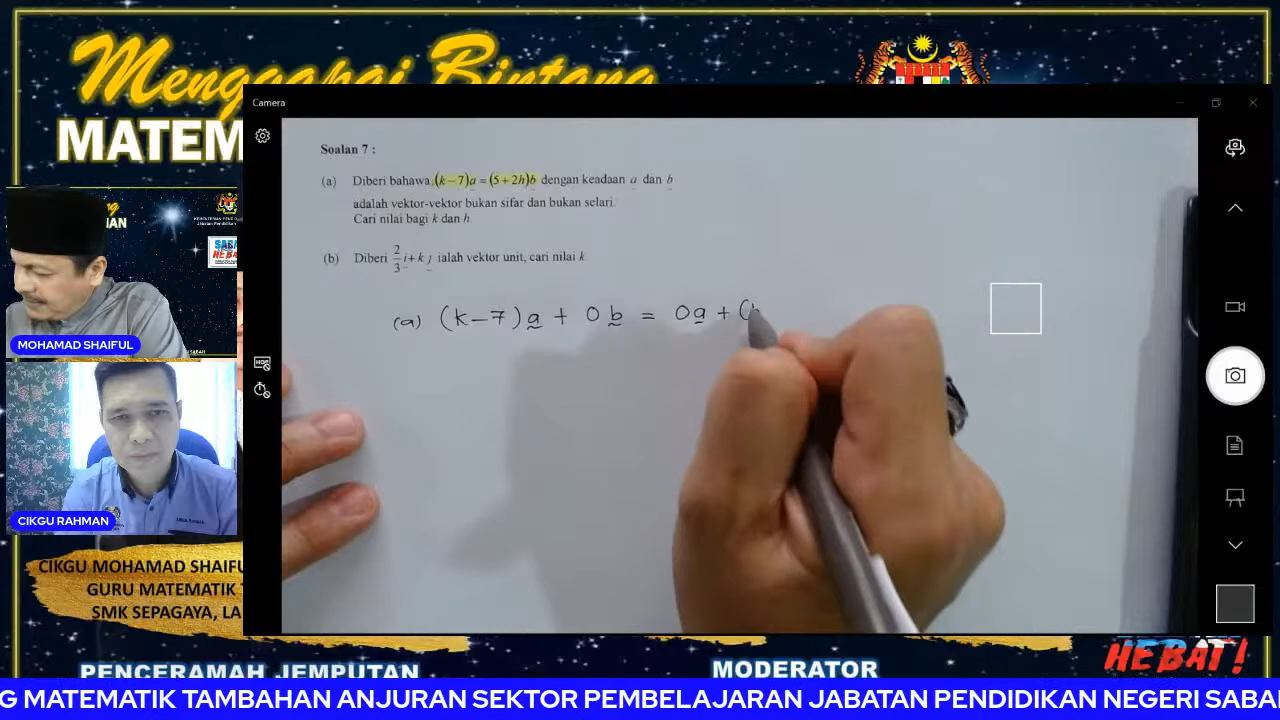 Menggapai Bintang
MATEM
Camera
Soalan 7 :
(a) Diberi bahawa (k−7)a = (5+2h)b dengan keadaan a dan b
adalah vektor-vektor bukan sifar dan bukan selari.
Cari nilai bagi k dan h.
(b) Diberi 2/3 i + k j ialah vektor unit, cari nilai k
(a) (k−7) a + 0 b = 0a + (
MOHAMAD SHAIFUL
CIKGU RAHMAN
CIKGU MOHAMAD SHAIFU
GURU MATEMATIK T
SMK SEPAGAYA, LA
HEBAT!
PENCERAMAH JEMPUTAN
MODERATOR
G MATEMATIK TAMBAHAN ANJURAN SEKTOR PEMBELAJARAN JABATAN PENDIDIKAN NEGERI SABA